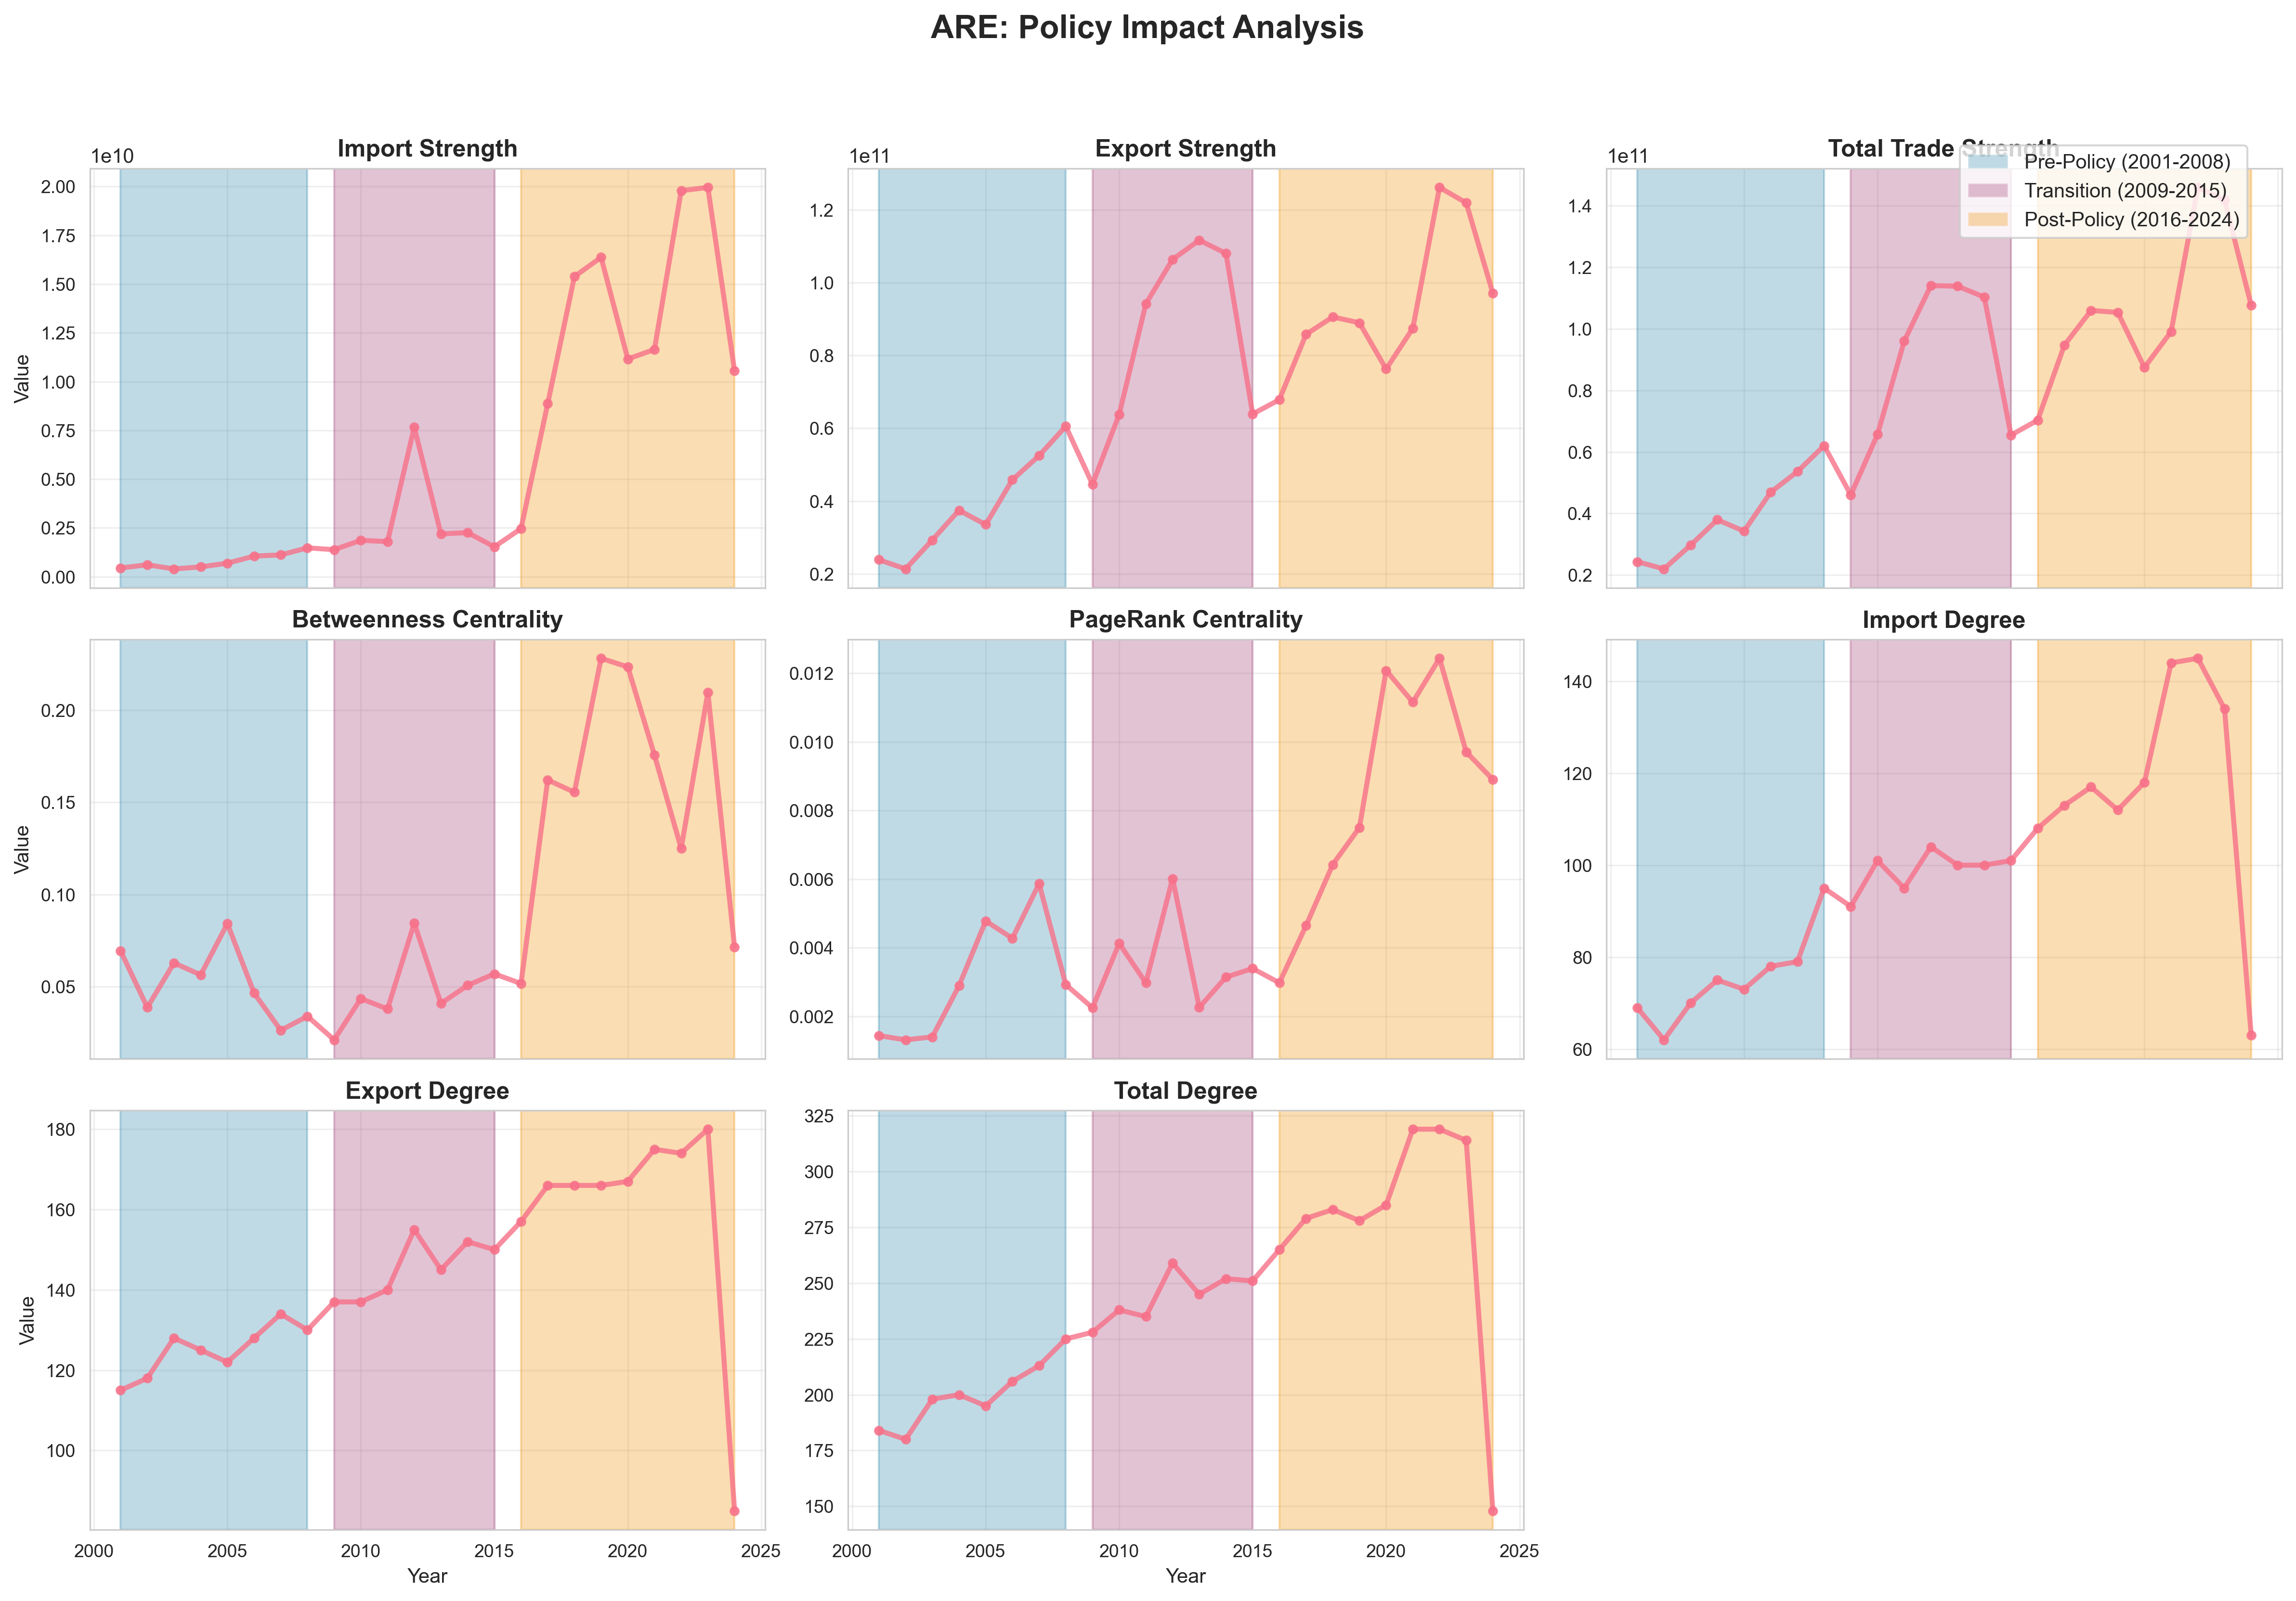 ARE: Policy Impact Analysis
1e10
Import Strength
1e11
Export Strength
1e11
Total Trade Strength
Pre-Policy (2001-2008)
Transition (2009-2015)
Post-Policy (2016-2024)
2.00
1.75
1.50
1.25
1.00
0.75
0.50
0.25
0.00
Value
1.2
1.0
0.8
0.6
0.4
0.2
1.4
1.2
1.0
0.8
0.6
0.4
0.2
Betweenness Centrality
PageRank Centrality
Import Degree
0.20
0.15
0.10
0.05
Value
0.012
0.010
0.008
0.006
0.004
0.002
140
120
100
80
60
Export Degree
Total Degree
180
160
140
120
100
Value
2000 2005 2010 2015 2020 2025
Year
325
300
275
250
225
200
175
150
2000 2005 2010 2015 2020 2025
Year